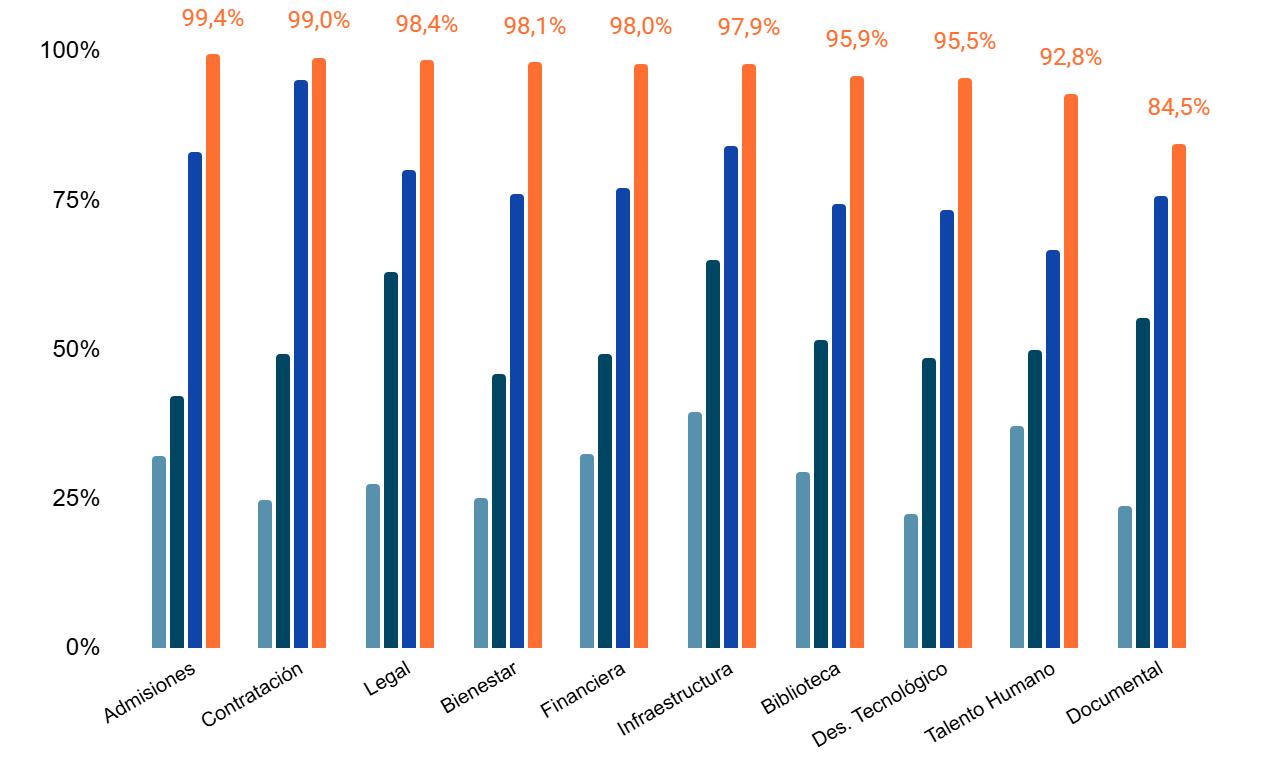 99,4%
99,0%
98,4%
98,1%
98,0%
97,9%
95,9%
95,5%
92,8%
84,5%
100%
75%
50%
25%
0%
Admisiones
Contratación
Legal
Bienestar
Financiera
Infraestructura
Biblioteca
Des. Tecnológico
Talento Humano
Documental